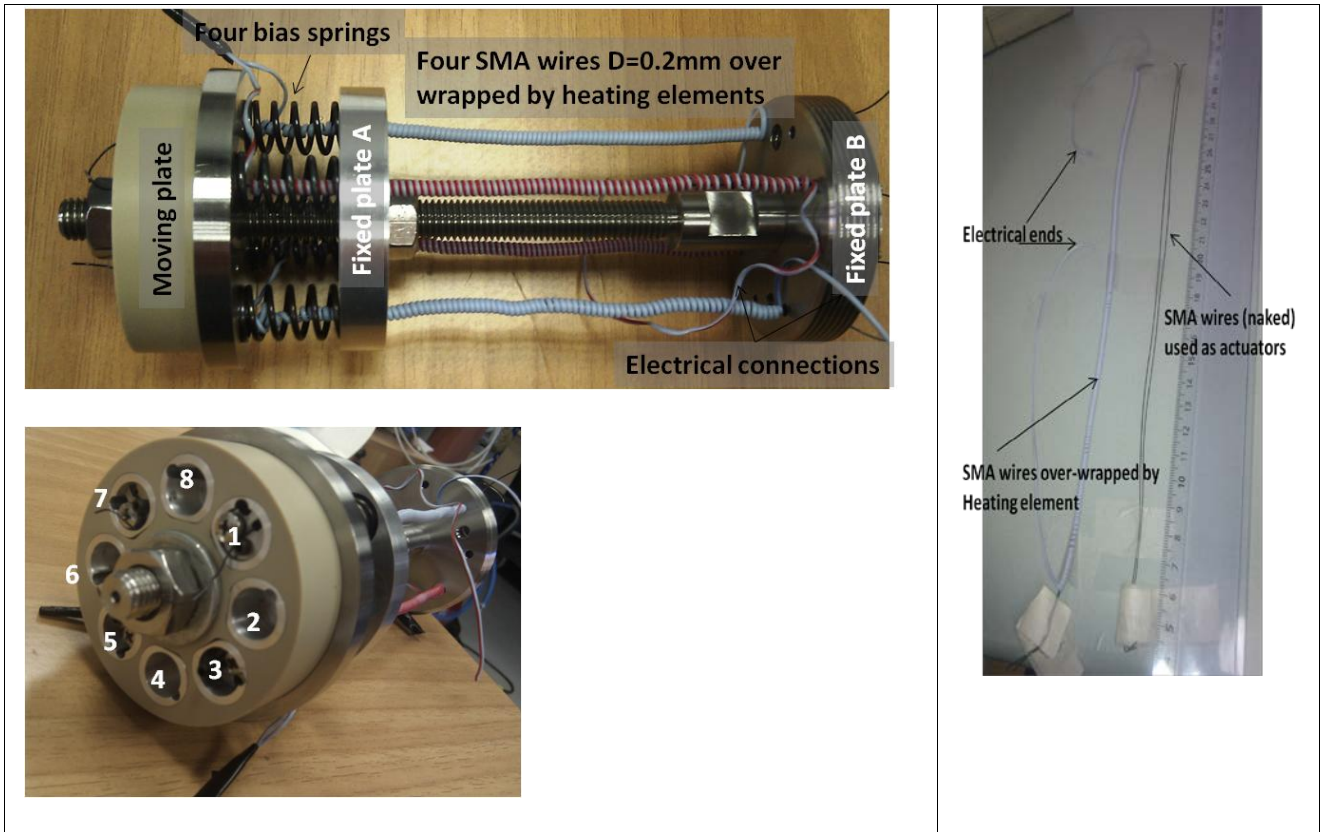 Four bias springs
Four SMA wires D=0.2mm over
wrapped by heating elements
Moving plate
Fixed plate A
Fixed plate B
Electrical connections
8
7
1
6
2
5
3
4
Electrical ends
SMA wires (naked)
used as actuators
SMA wires over-wrapped by
Heating element